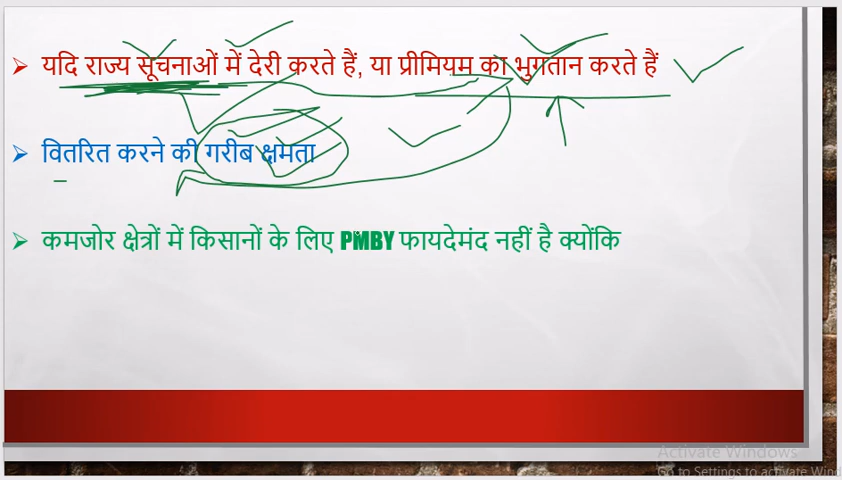 यदि राज्य सूचनाओं में देरी करते हैं, या प्रीमियम का भुगतान करते हैं
वितरित करने की गरीब क्षमता
कमजोर क्षेत्रों में किसानों के लिए PMBY फायदेमंद नहीं है क्योंकि
Activate Windows
Go to Settings to activate Wind